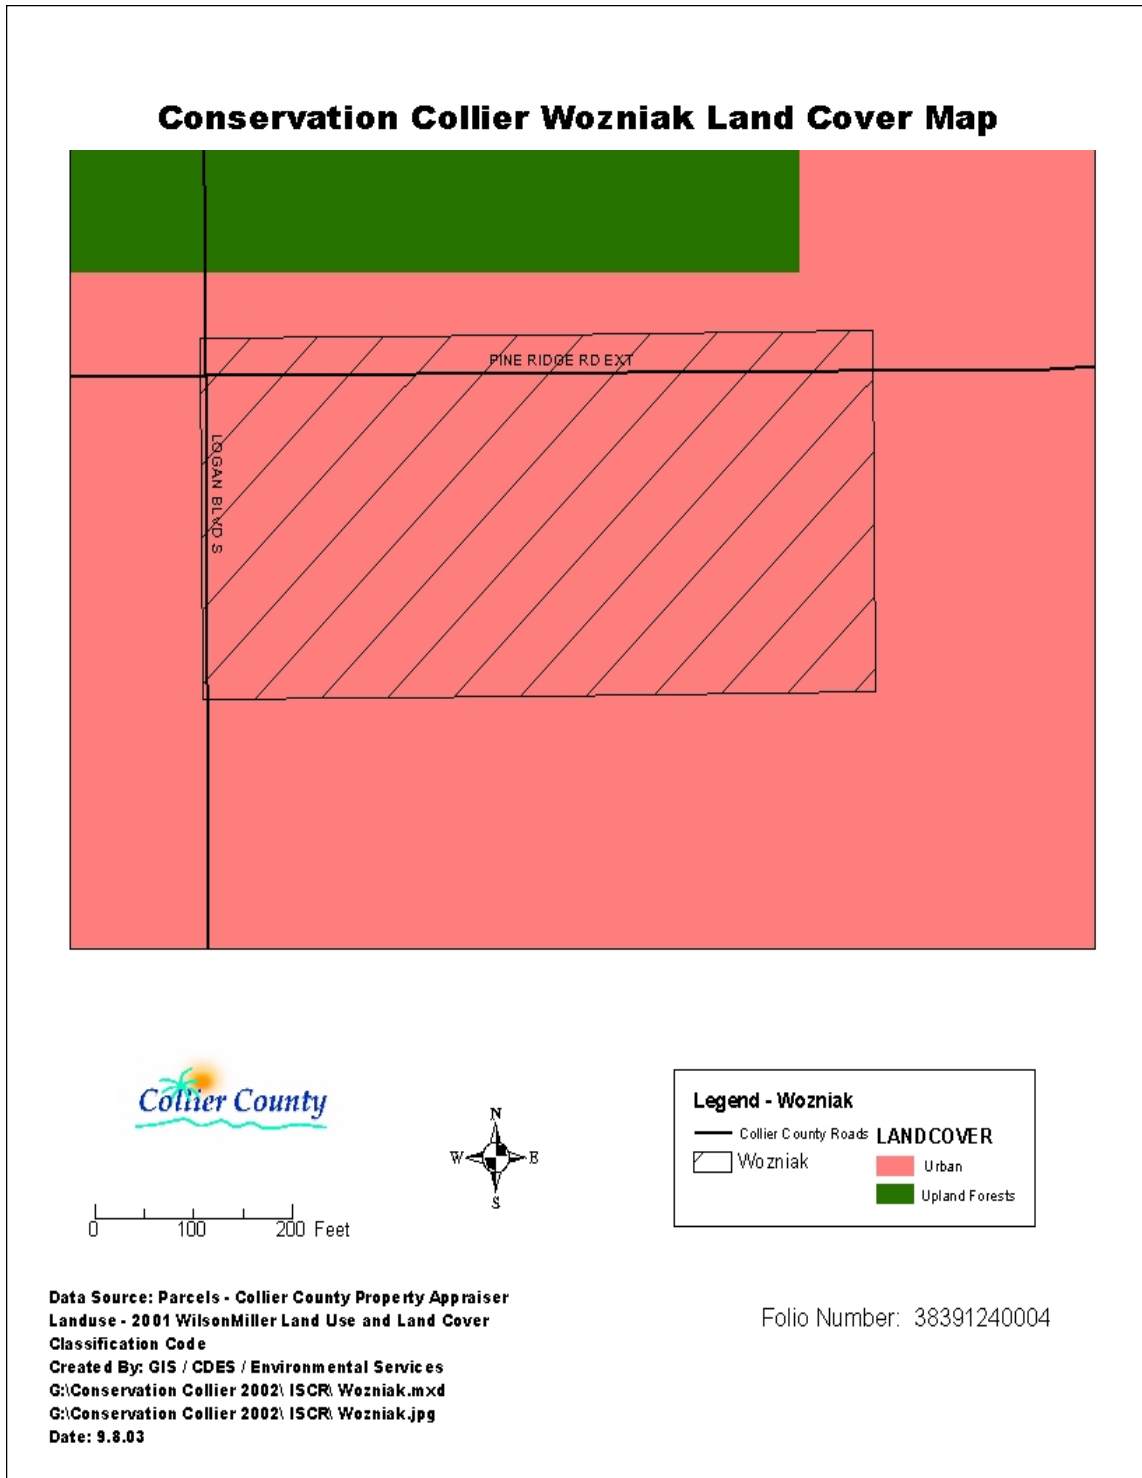 Conservation Collier Wozniak Land Cover Map
PINE RIDGE RD EXT
LOGAN BLVD S
Collier County
N
W E
S
0 100 200 Feet
Legend - Wozniak
Collier County Roads
Wozniak
LANDCOVER
Urban
Upland Forests
Data Source: Parcels - Collier County Property Appraiser
Landuse - 2001 WilsonMiller Land Use and Land Cover
Classification Code
Created By: GIS / CDES / Environmental Services
G:\Conservation Collier 2002\ ISCR\ Wozniak.mxd
G:\Conservation Collier 2002\ ISCR\ Wozniak.jpg
Date: 9.8.03
Folio Number: 38391240004